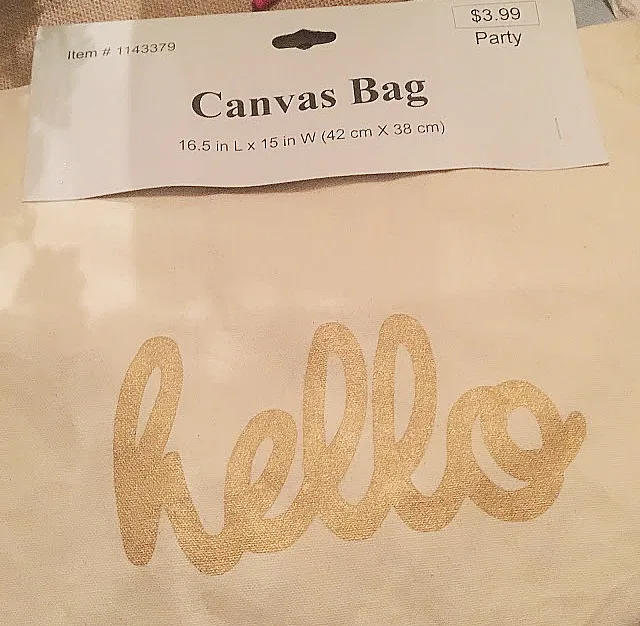 $3.99
Item # 1143379
Party
Canvas Bag
16.5 in L x 15 in W (42 cm X 38 cm)
hello